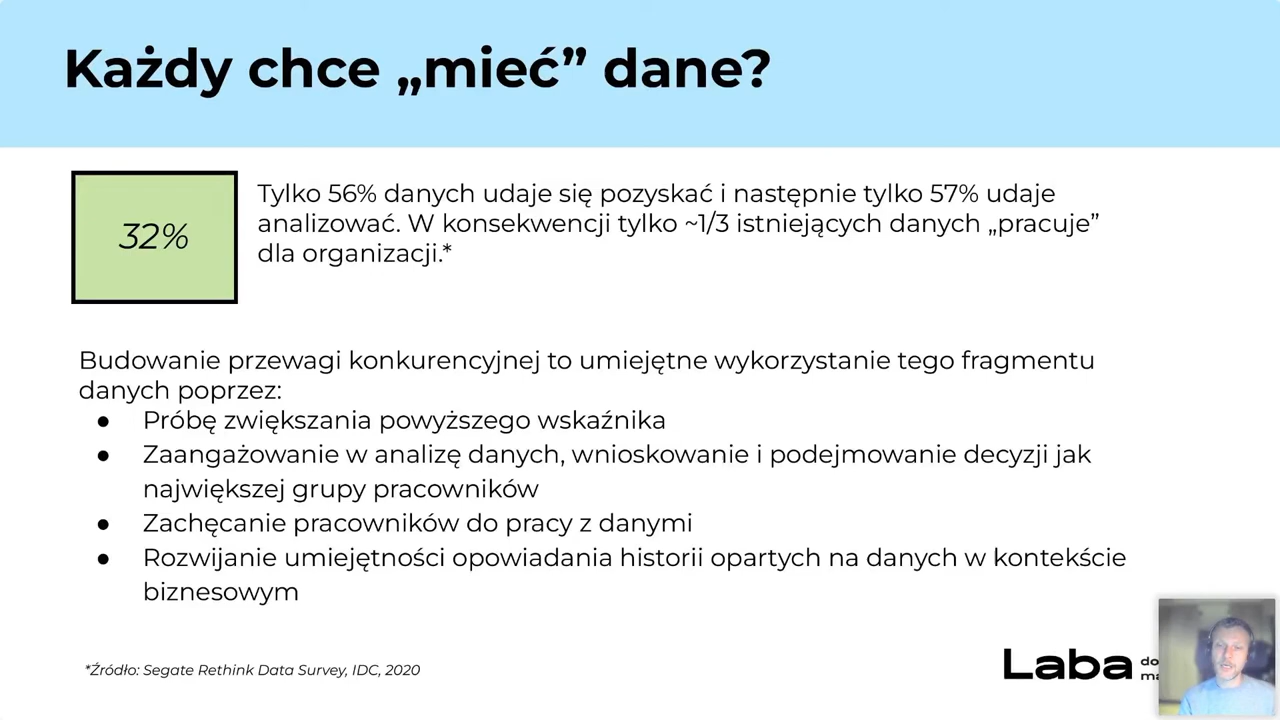 Każdy chce „mieć” dane?
32%
Tylko 56% danych udaje się pozyskać i następnie tylko 57% udaje
analizować. W konsekwencji tylko ~1/3 istniejących danych „pracuje”
dla organizacji.*
Budowanie przewagi konkurencyjnej to umiejętne wykorzystanie tego fragmentu
danych poprzez:
● Próbę zwiększania powyższego wskaźnika
● Zaangażowanie w analizę danych, wnioskowanie i podejmowanie decyzji jak
największej grupy pracowników
● Zachęcanie pracowników do pracy z danymi
● Rozwijanie umiejętności opowiadania historii opartych na danych w kontekście
biznesowym
*Źródło: Segate Rethink Data Survey, IDC, 2020
Laba